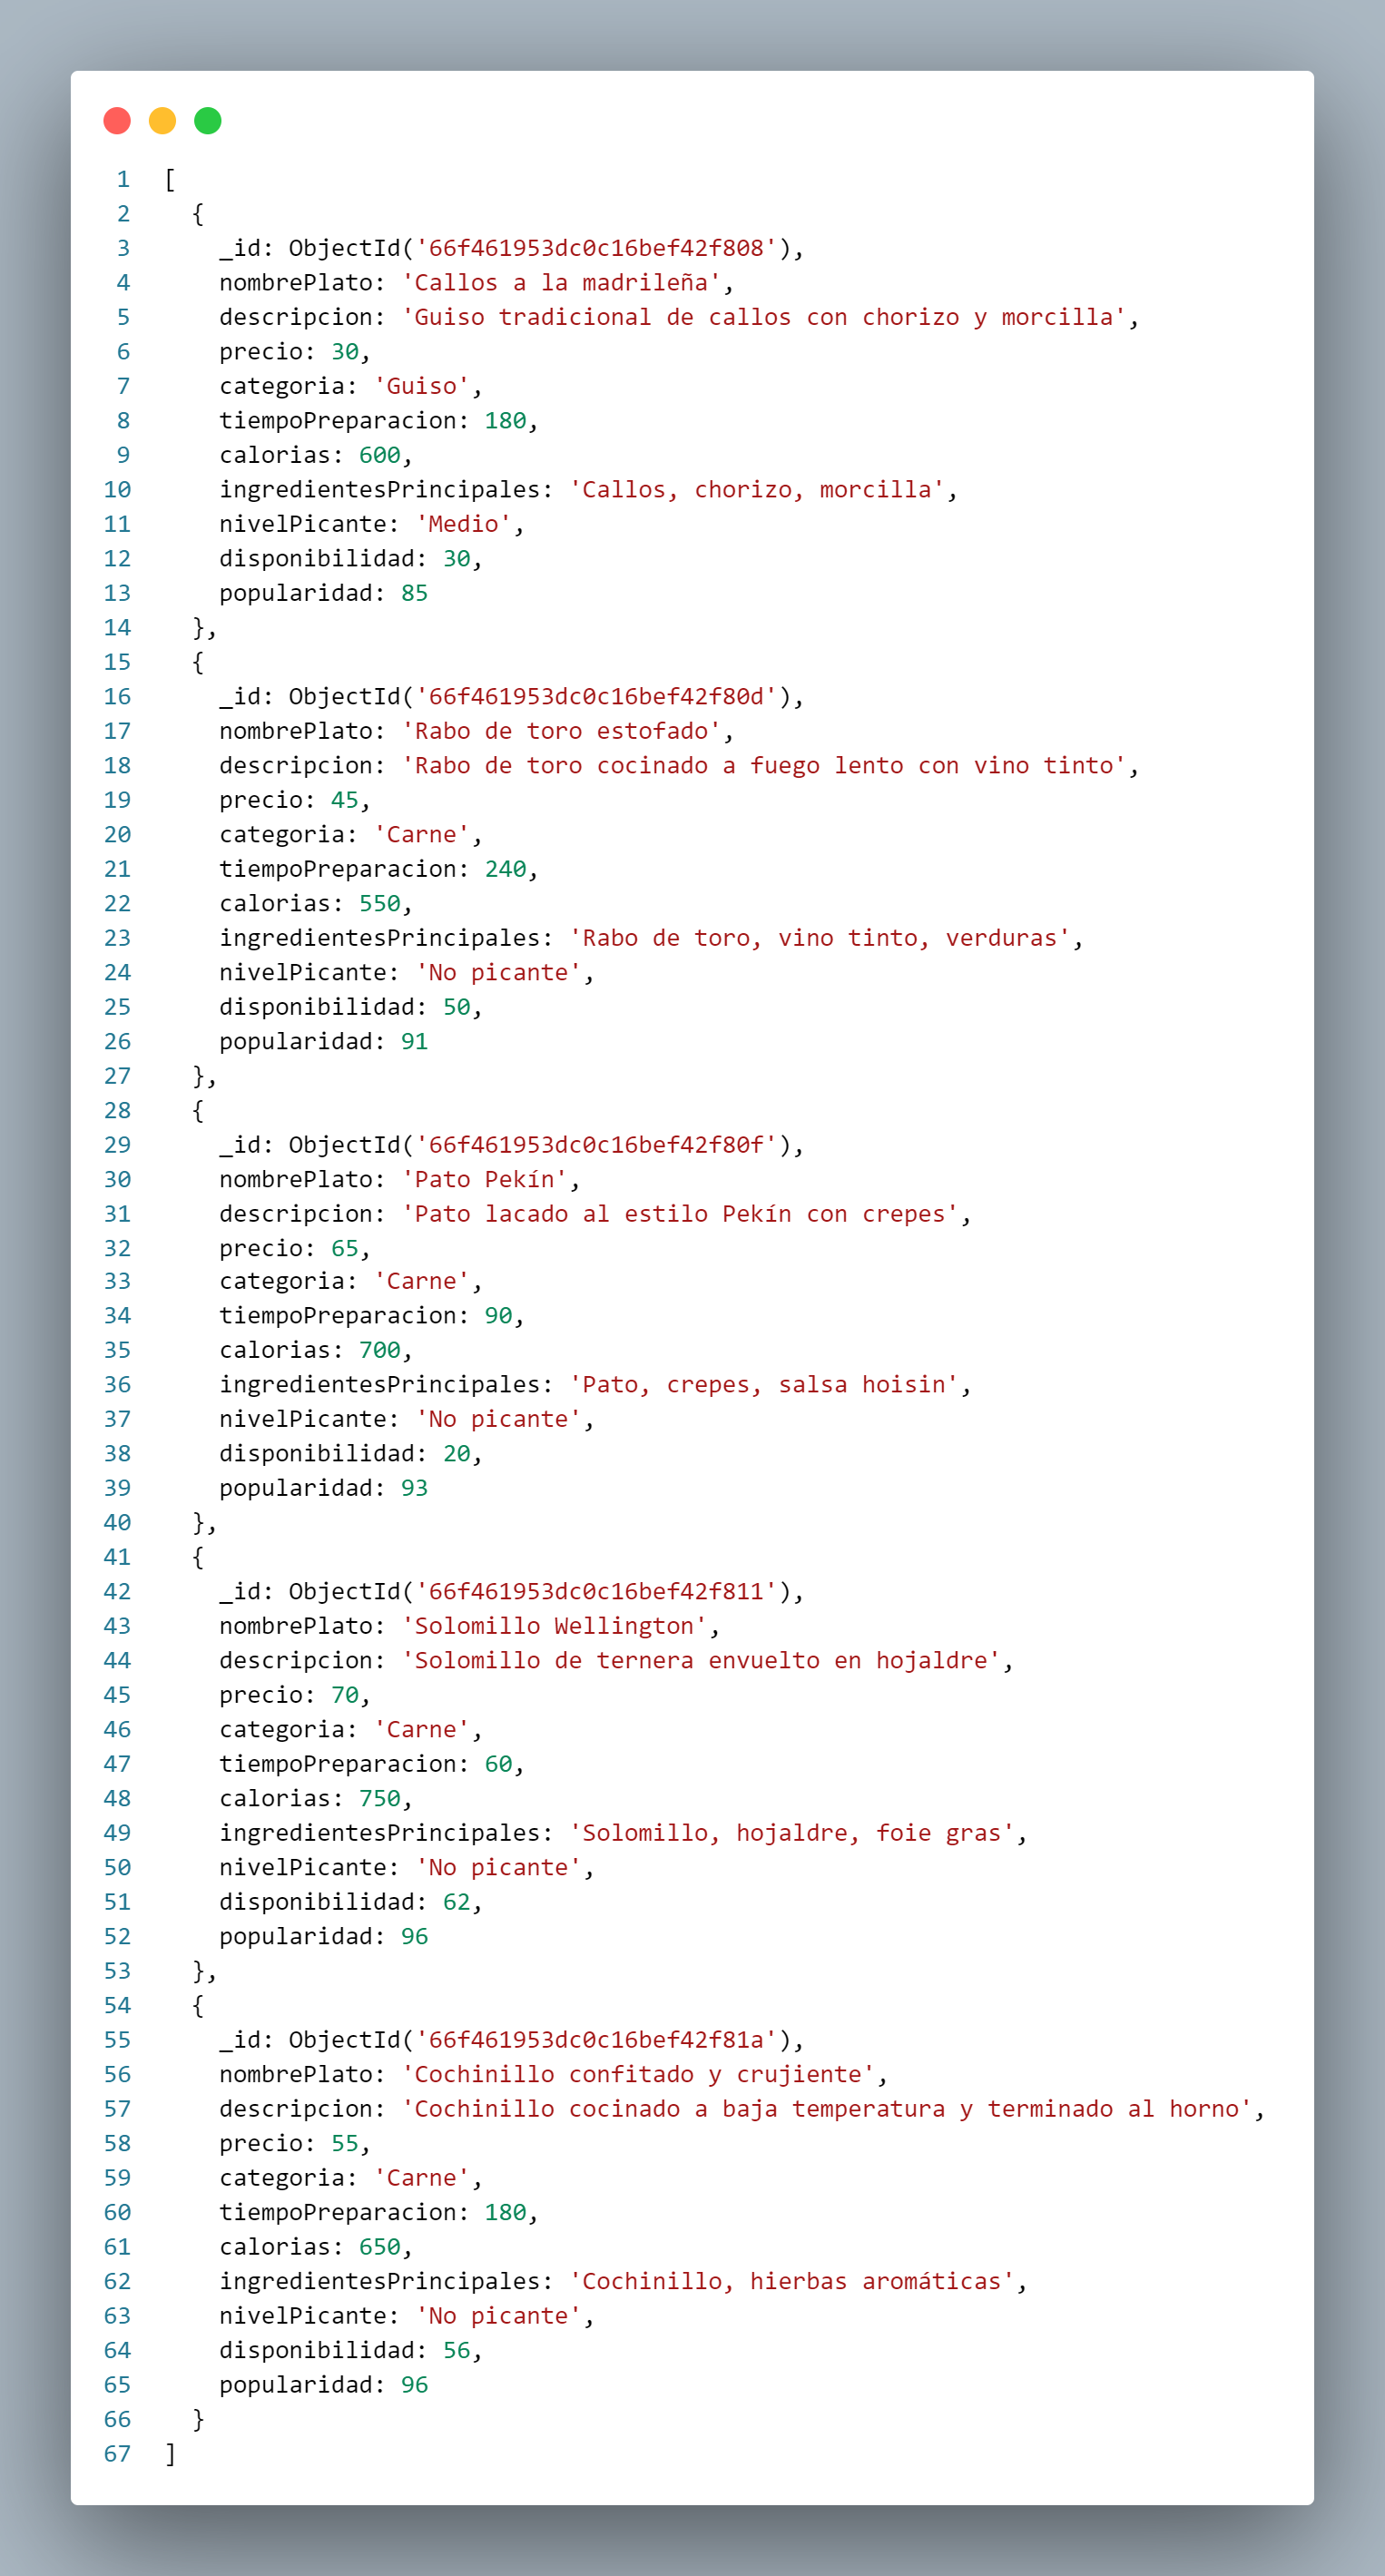 1 [
2 {
3 _id: ObjectId('66f461953dc0c16bef42f808'),
4 nombrePlato: 'Callos a la madrileña',
5 descripcion: 'Guiso tradicional de callos con chorizo y morcilla',
6 precio: 30,
7 categoria: 'Guiso',
8 tiempoPreparacion: 180,
9 calorias: 600,
10 ingredientesPrincipales: 'Callos, chorizo, morcilla',
11 nivelPicante: 'Medio',
12 disponibilidad: 30,
13 popularidad: 85
14 },
15 {
16 _id: ObjectId('66f461953dc0c16bef42f80d'),
17 nombrePlato: 'Rabo de toro estofado',
18 descripcion: 'Rabo de toro cocinado a fuego lento con vino tinto',
19 precio: 45,
20 categoria: 'Carne',
21 tiempoPreparacion: 240,
22 calorias: 550,
23 ingredientesPrincipales: 'Rabo de toro, vino tinto, verduras',
24 nivelPicante: 'No picante',
25 disponibilidad: 50,
26 popularidad: 91
27 },
28 {
29 _id: ObjectId('66f461953dc0c16bef42f80f'),
30 nombrePlato: 'Pato Pekín',
31 descripcion: 'Pato lacado al estilo Pekín con crepes',
32 precio: 65,
33 categoria: 'Carne',
34 tiempoPreparacion: 90,
35 calorias: 700,
36 ingredientesPrincipales: 'Pato, crepes, salsa hoisin',
37 nivelPicante: 'No picante',
38 disponibilidad: 20,
39 popularidad: 93
40 },
41 {
42 _id: ObjectId('66f461953dc0c16bef42f811'),
43 nombrePlato: 'Solomillo Wellington',
44 descripcion: 'Solomillo de ternera envuelto en hojaldre',
45 precio: 70,
46 categoria: 'Carne',
47 tiempoPreparacion: 60,
48 calorias: 750,
49 ingredientesPrincipales: 'Solomillo, hojaldre, foie gras',
50 nivelPicante: 'No picante',
51 disponibilidad: 62,
52 popularidad: 96
53 },
54 {
55 _id: ObjectId('66f461953dc0c16bef42f81a'),
56 nombrePlato: 'Cochinillo confitado y crujiente',
57 descripcion: 'Cochinillo cocinado a baja temperatura y terminado al horno',
58 precio: 55,
59 categoria: 'Carne',
60 tiempoPreparacion: 180,
61 calorias: 650,
62 ingredientesPrincipales: 'Cochinillo, hierbas aromáticas',
63 nivelPicante: 'No picante',
64 disponibilidad: 56,
65 popularidad: 96
66 }
67 ]